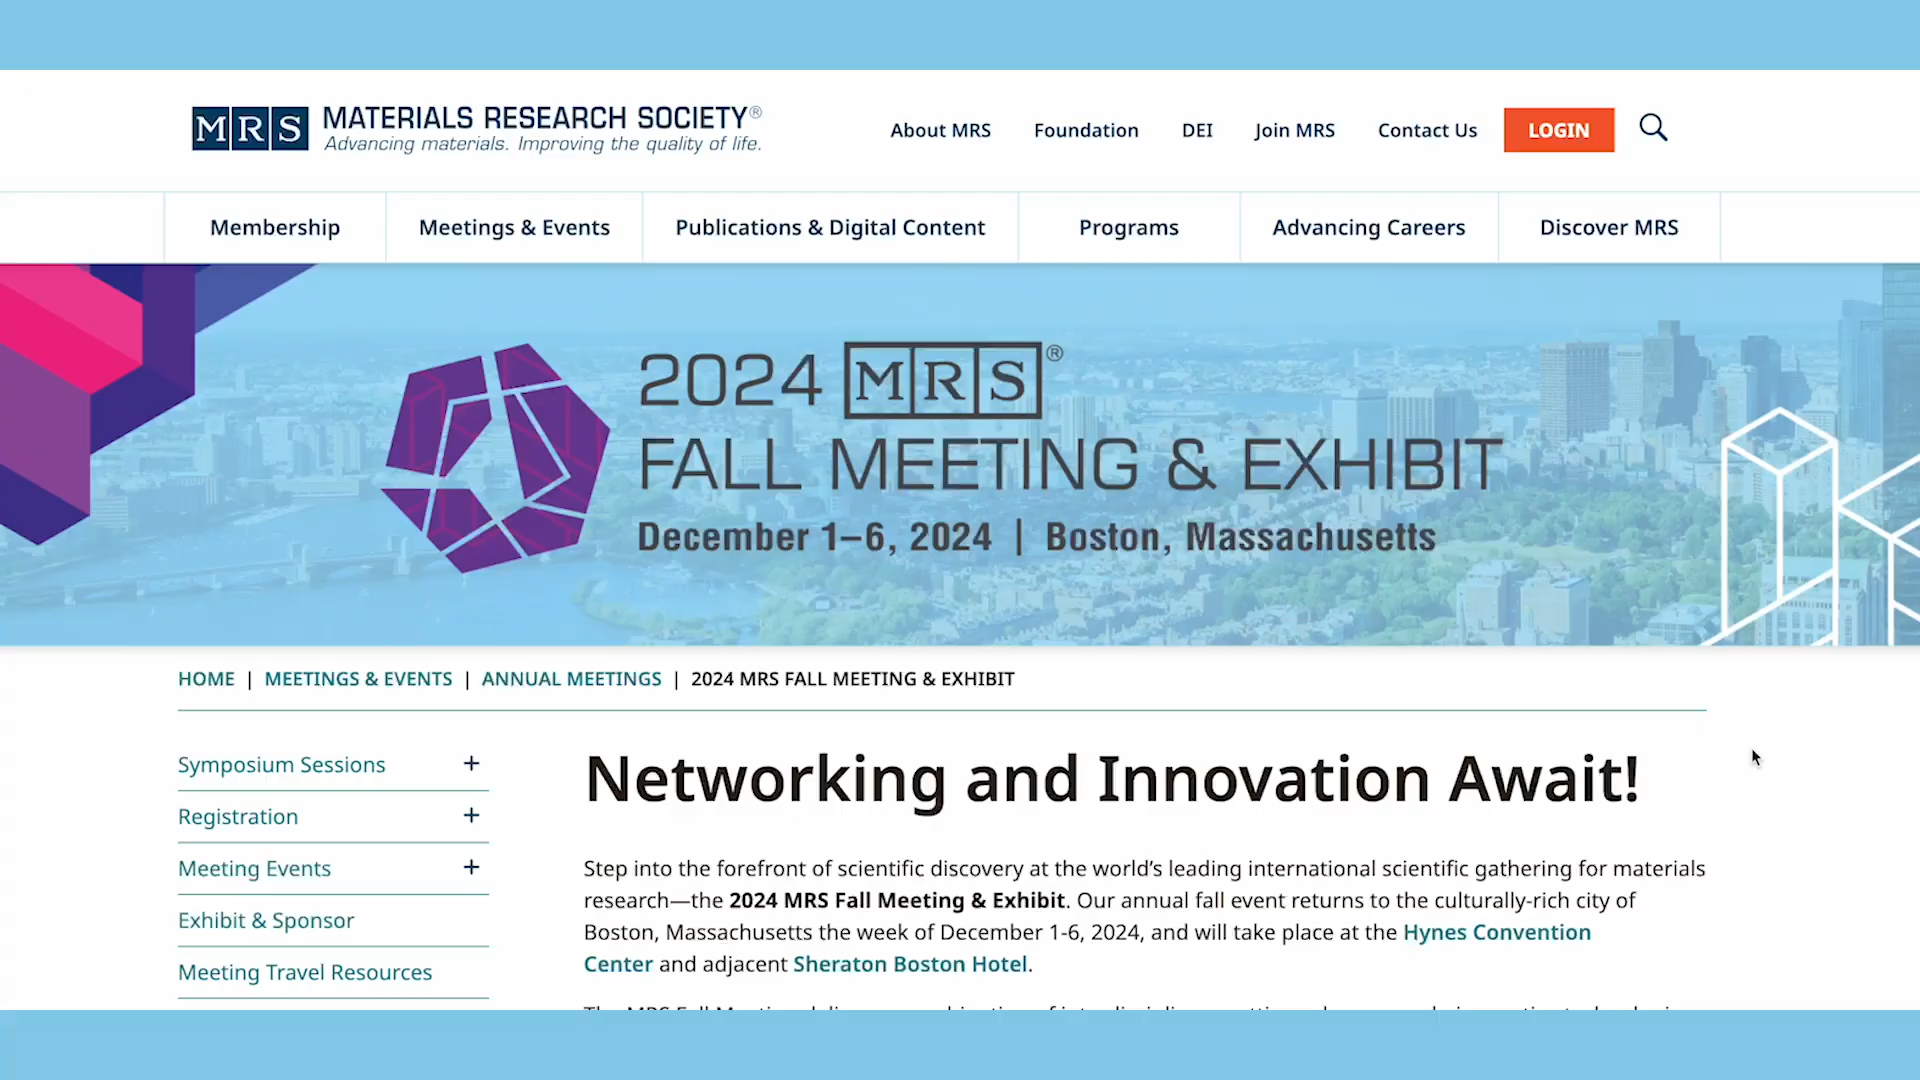 MRS MATERIALS RESEARCH SOCIETY®
Advancing materials. Improving the quality of life.
About MRS
Foundation
DEI
Join MRS
Contact Us
LOGIN
Membership
Meetings & Events
Publications & Digital Content
Programs
Advancing Careers
Discover MRS
2024 MRS®
FALL MEETING & EXHIBIT
December 1–6, 2024 | Boston, Massachusetts
HOME | MEETINGS & EVENTS | ANNUAL MEETINGS | 2024 MRS FALL MEETING & EXHIBIT
Symposium Sessions +
Registration +
Meeting Events +
Exhibit & Sponsor
Meeting Travel Resources
Networking and Innovation Await!
Step into the forefront of scientific discovery at the world’s leading international scientific gathering for materials
research—the 2024 MRS Fall Meeting & Exhibit. Our annual fall event returns to the culturally-rich city of
Boston, Massachusetts the week of December 1-6, 2024, and will take place at the Hynes Convention
Center and adjacent Sheraton Boston Hotel.